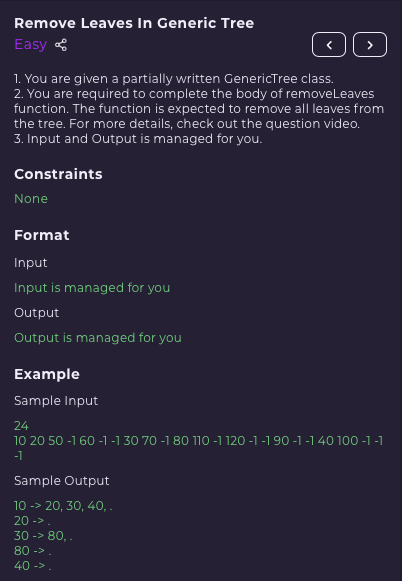 Remove Leaves In Generic Tree
Easy
1. You are given a partially written GenericTree class.
2. You are required to complete the body of removeLeaves
function. The function is expected to remove all leaves from
the tree. For more details, check out the question video.
3. Input and Output is managed for you.
Constraints
None
Format
Input
Input is managed for you
Output
Output is managed for you
Example
Sample Input
24
10 20 50 -1 60 -1 -1 30 70 -1 80 110 -1 120 -1 -1 90 -1 -1 40 100 -1 -1
-1
Sample Output
10 -> 20, 30, 40, .
20 -> .
30 -> 80, .
80 -> .
40 -> .